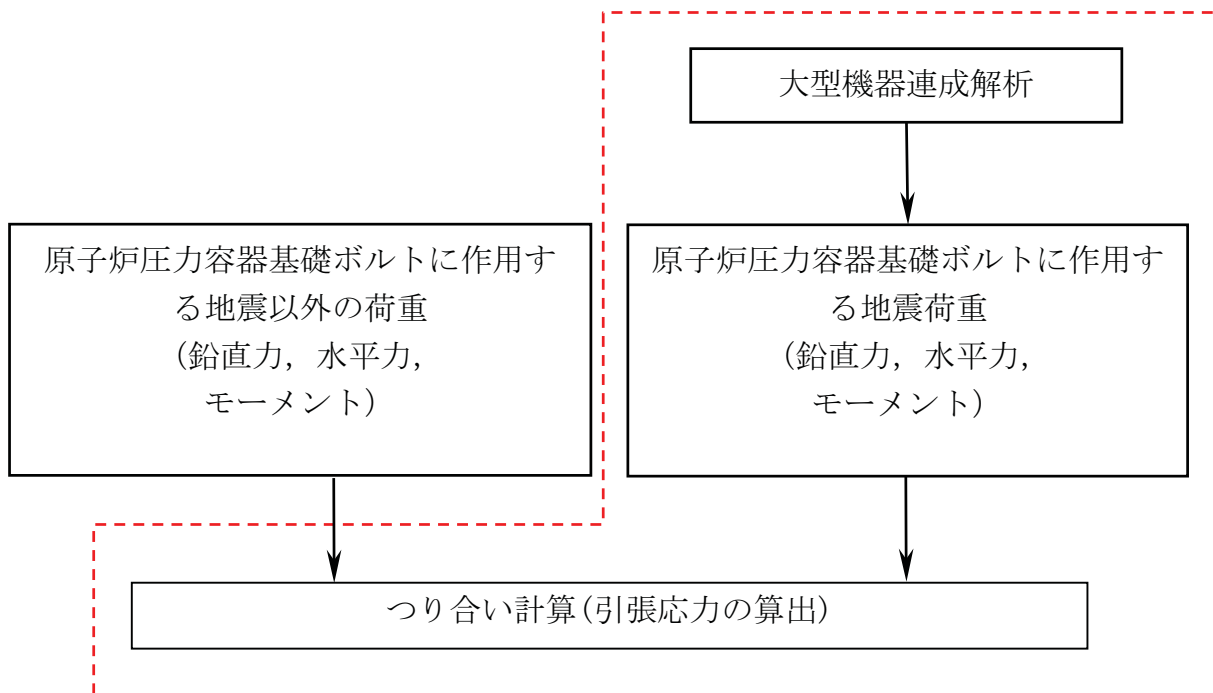 大型機器連成解析
原子炉圧力容器基礎ボルトに作用す
る地震以外の荷重
（鉛直力，水平力，
モーメント）
原子炉圧力容器基礎ボルトに作用す
る地震荷重
（鉛直力，水平力，
モーメント）
つり合い計算(引張応力の算出)